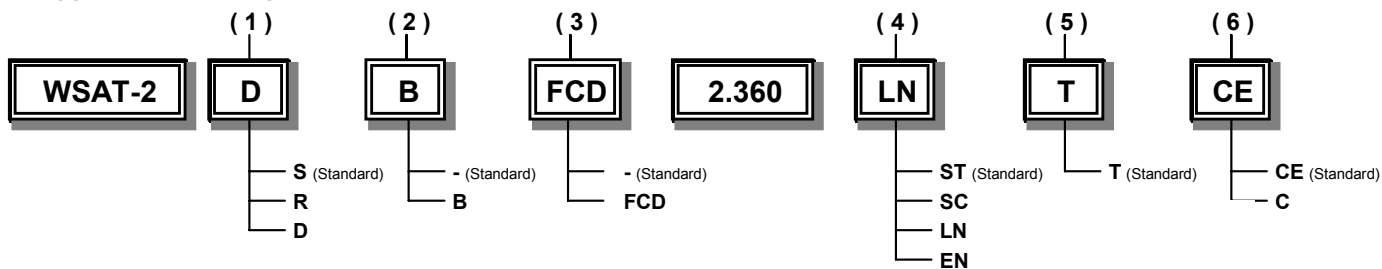 ( 1 ) ( 2 ) ( 3 ) ( 4 ) ( 5 ) ( 6 )
WSAT-2 D B FCD 2.360 LN T CE
S (Standard) - (Standard) - (Standard) ST (Standard) T (Standard) CE (Standard)
R B FCD SC C
D LN
EN